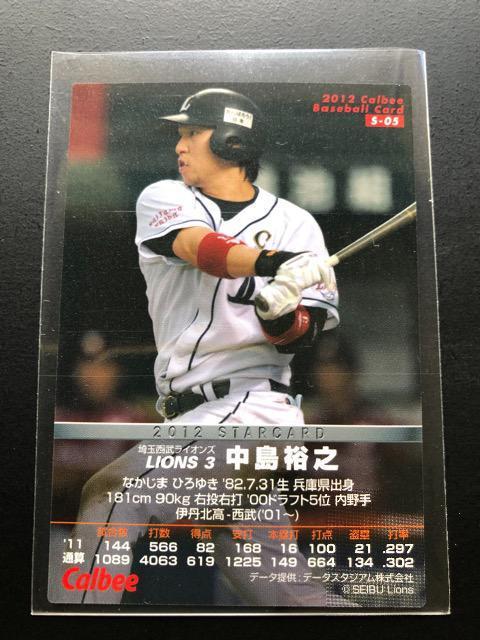 2012 Calbee
Baseball Card
S-05
C
2012 STARCARD
埼玉西武ライオンズ
LIONS 3 中島裕之
なかじま ひろゆき '82.7.31生 兵庫県出身
181cm 90kg 右投右打 '00ドラフト5位 内野手
伊丹北高-西武('01〜)
試合数 打数 得点 安打 本塁打 打点 盗塁 打率
'11 144 566 82 168 16 100 21 .297
通算 1089 4063 619 1225 149 664 134 .302
Calbee
データ提供:データスタジアム株式会社
© SEIBU Lions